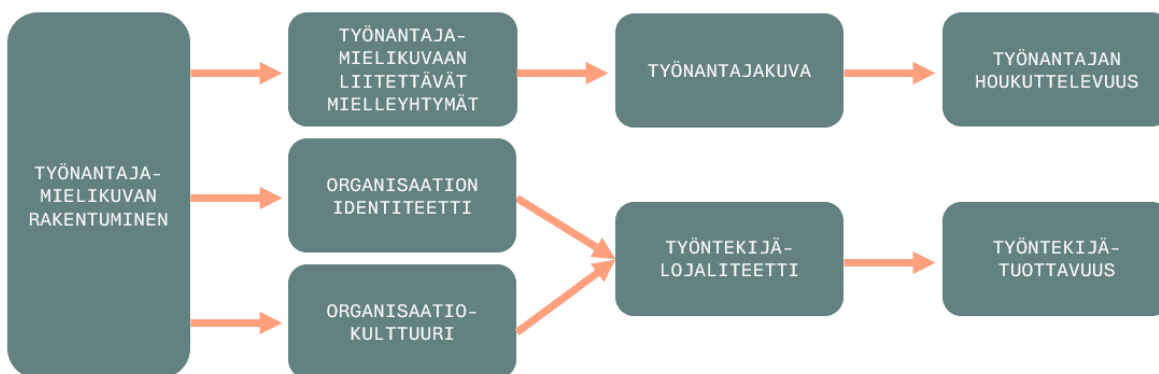 TYÖNANTAJA-
MIELIKUVAN
RAKENTUMINEN
TYÖNANTAJA-
MIELIKUVAAN
LIITETTÄVÄT
MIELLEYHTYMÄT
TYÖNANTAJAKUVA
TYÖNANTAJAN
HOUKUTTELEVUUS
ORGANISAATION
IDENTITEETTI
ORGANISAATIO-
KULTTUURI
TYÖNTEKIJÄ-
LOJALITEETTI
TYÖNTEKIJÄ-
TUOTTAVUUS